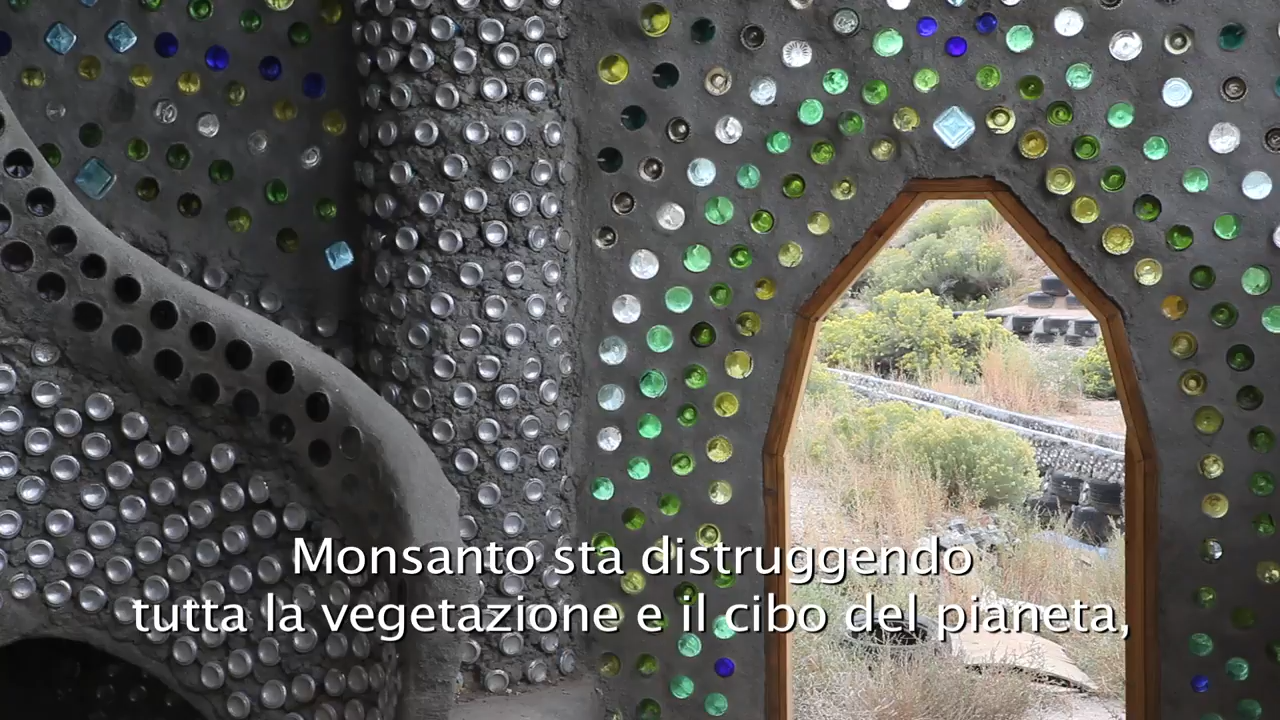 Monsanto sta distruggendo
tutta la vegetazione e il cibo del pianeta,